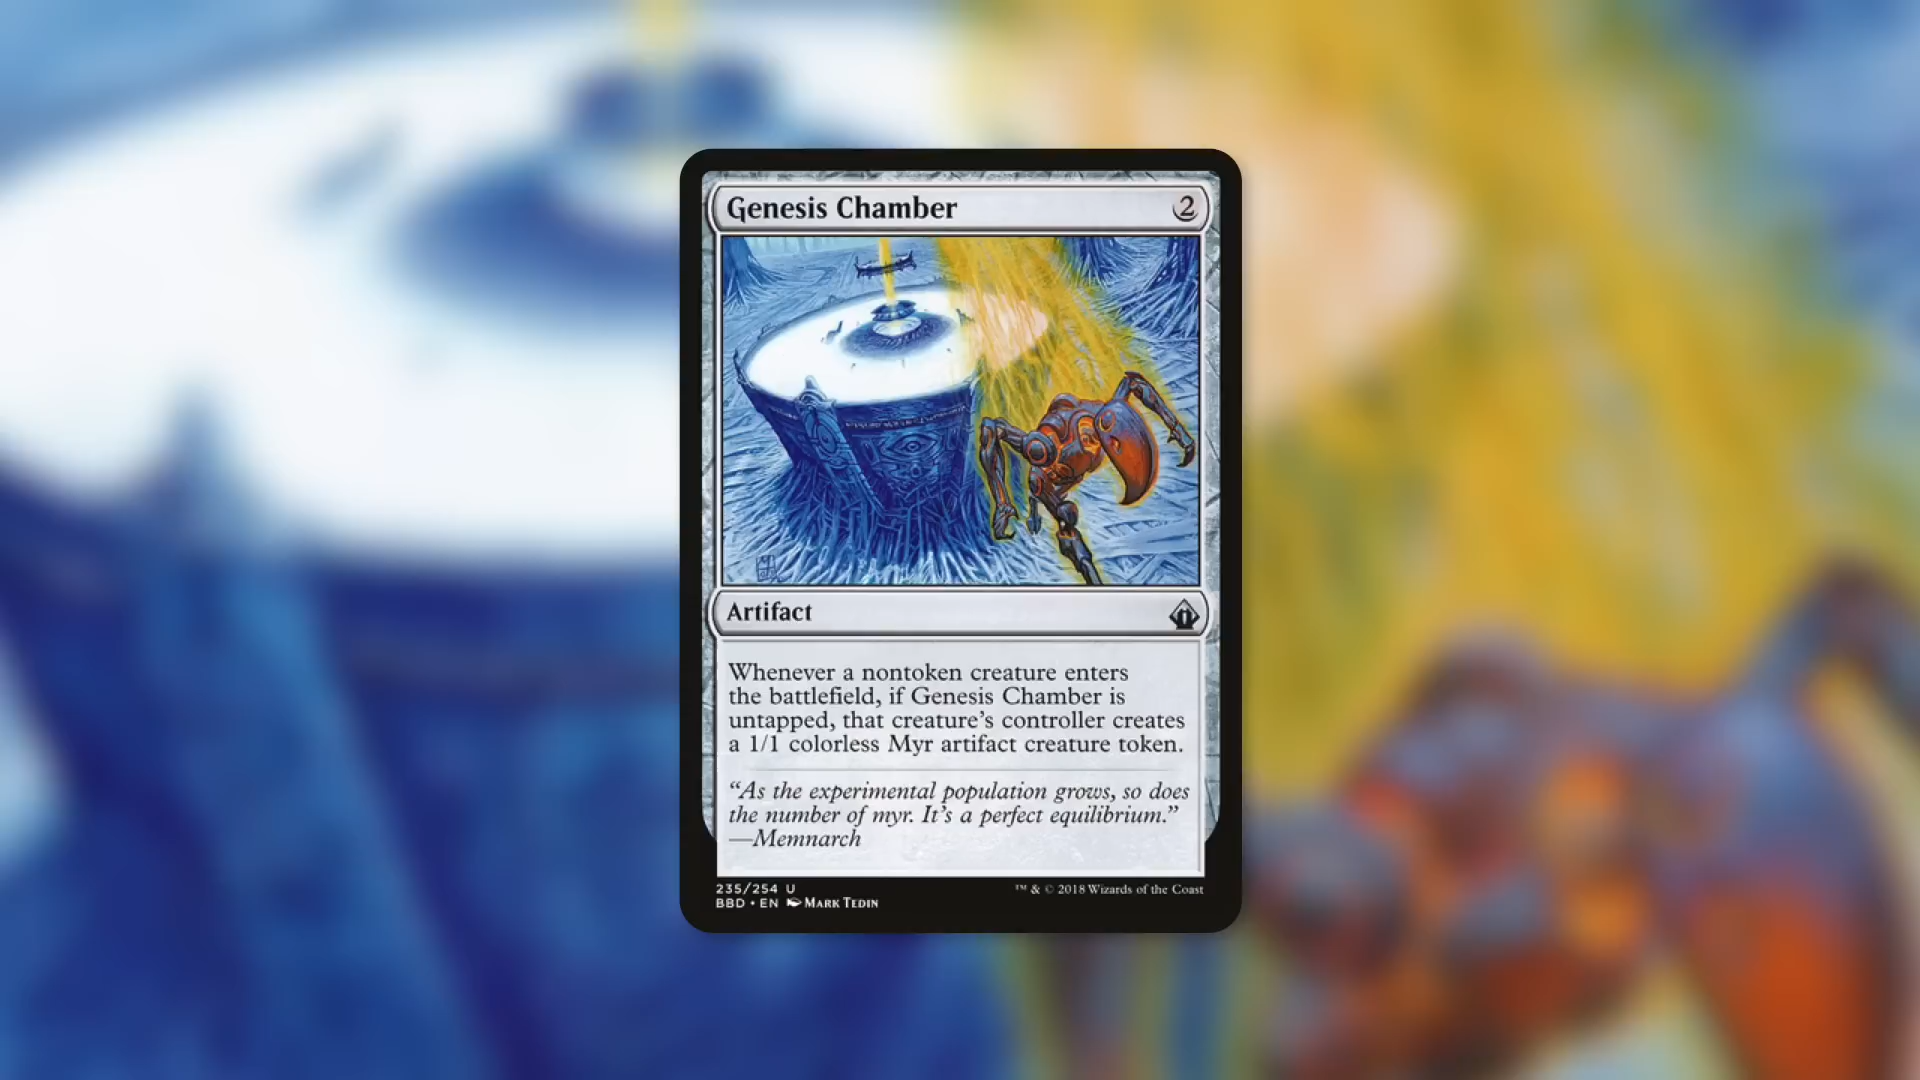 Genesis Chamber 2
Artifact
Whenever a nontoken creature enters
the battlefield, if Genesis Chamber is
untapped, that creature's controller creates
a 1/1 colorless Myr artifact creature token.
“As the experimental population grows, so does
the number of myr. It's a perfect equilibrium.”
—Memnarch
235/254 U
™ & © 2018 Wizards of the Coast
BBD • EN Mark Tedin